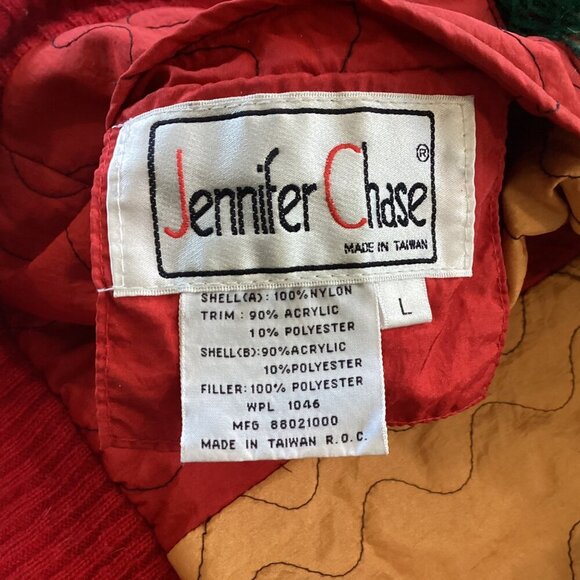 Jennifer Chase®
MADE IN TAIWAN
L
SHELL(A): 100% NYLON
TRIM : 90% ACRYLIC
10% POLYESTER
SHELL(B): 90% ACRYLIC
10% POLYESTER
FILLER: 100% POLYESTER
WPL 1046
MFG 88021000
MADE IN TAIWAN R.O.C.